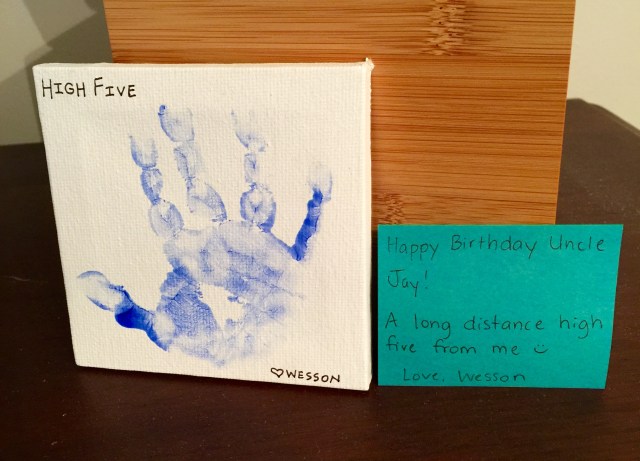 HIGH FIVE
♡WESSON
Happy Birthday Uncle
Jay!
A long distance high
five from me :)
Love, Wesson